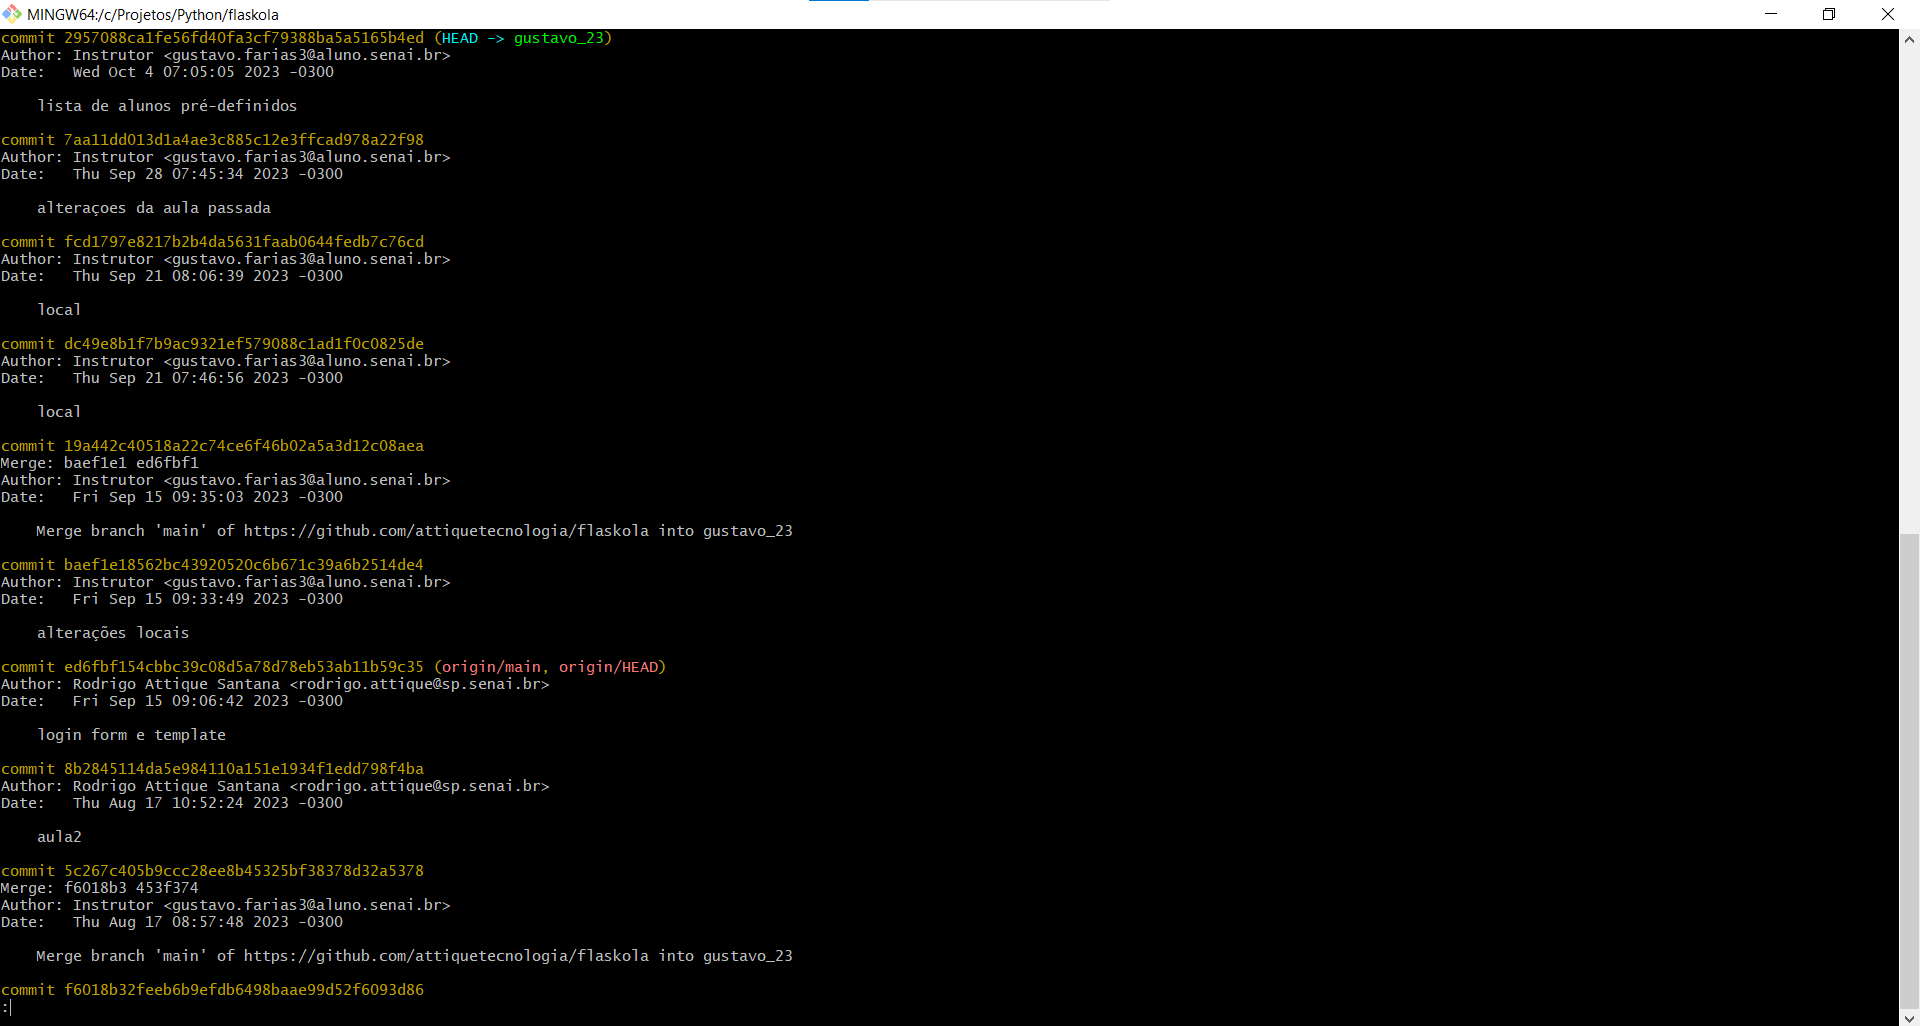 MINGW64:/c/Projetos/Python/flaskola
commit 2957088ca1fe56fd40fa3cf79388ba5a5165b4ed (HEAD -> gustavo_23)
Author: Instrutor <gustavo.farias3@aluno.senai.br>
Date:   Wed Oct 4 07:05:05 2023 -0300
lista de alunos pré-definidos
commit 7aa11dd013d1a4ae3c885c12e3ffcad978a22f98
Author: Instrutor <gustavo.farias3@aluno.senai.br>
Date:   Thu Sep 28 07:45:34 2023 -0300
alteraçoes da aula passada
commit fcd1797e8217b2b4da5631faab0644fedb7c76cd
Author: Instrutor <gustavo.farias3@aluno.senai.br>
Date:   Thu Sep 21 08:06:39 2023 -0300
local
commit dc49e8b1f7b9ac9321ef579088c1ad1f0c0825de
Author: Instrutor <gustavo.farias3@aluno.senai.br>
Date:   Thu Sep 21 07:46:56 2023 -0300
local
commit 19a442c40518a22c74ce6f46b02a5a3d12c08aea
Merge: baef1e1 ed6fbf1
Author: Instrutor <gustavo.farias3@aluno.senai.br>
Date:   Fri Sep 15 09:35:03 2023 -0300
Merge branch 'main' of https://github.com/attiquetecnologia/flaskola into gustavo_23
commit baef1e18562bc43920520c6b671c39a6b2514de4
Author: Instrutor <gustavo.farias3@aluno.senai.br>
Date:   Fri Sep 15 09:33:49 2023 -0300
alterações locais
commit ed6fbf154cbbc39c08d5a78d78eb53ab11b59c35 (origin/main, origin/HEAD)
Author: Rodrigo Attique Santana <rodrigo.attique@sp.senai.br>
Date:   Fri Sep 15 09:06:42 2023 -0300
login form e template
commit 8b2845114da5e984110a151e1934f1edd798f4ba
Author: Rodrigo Attique Santana <rodrigo.attique@sp.senai.br>
Date:   Thu Aug 17 10:52:24 2023 -0300
aula2
commit 5c267c405b9ccc28ee8b45325bf38378d32a5378
Merge: f6018b3 453f374
Author: Instrutor <gustavo.farias3@aluno.senai.br>
Date:   Thu Aug 17 08:57:48 2023 -0300
Merge branch 'main' of https://github.com/attiquetecnologia/flaskola into gustavo_23
commit f6018b32feeb6b9efdb6498baae99d52f6093d86
: